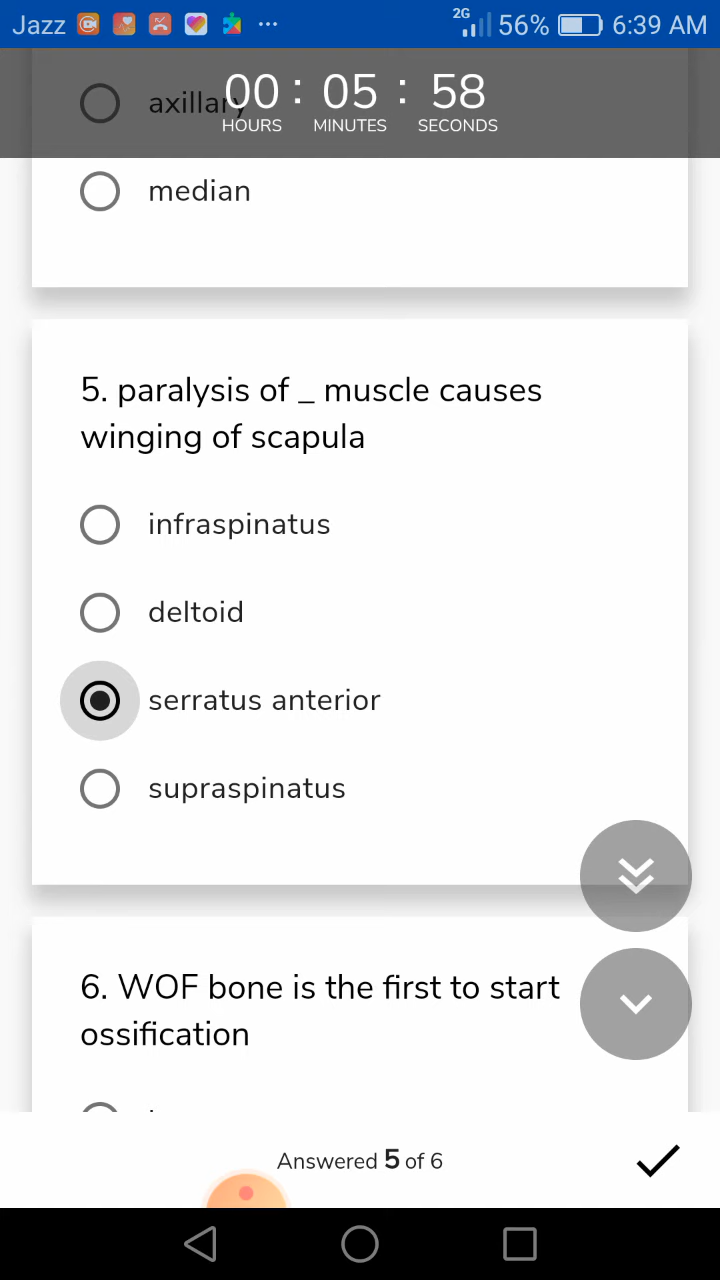 Jazz 2G 56% 6:39 AM
00 : 05 : 58
HOURS MINUTES SECONDS
axillary
median
5. paralysis of _ muscle causes
winging of scapula
infraspinatus
deltoid
serratus anterior
supraspinatus
6. WOF bone is the first to start
ossification
Answered 5 of 6